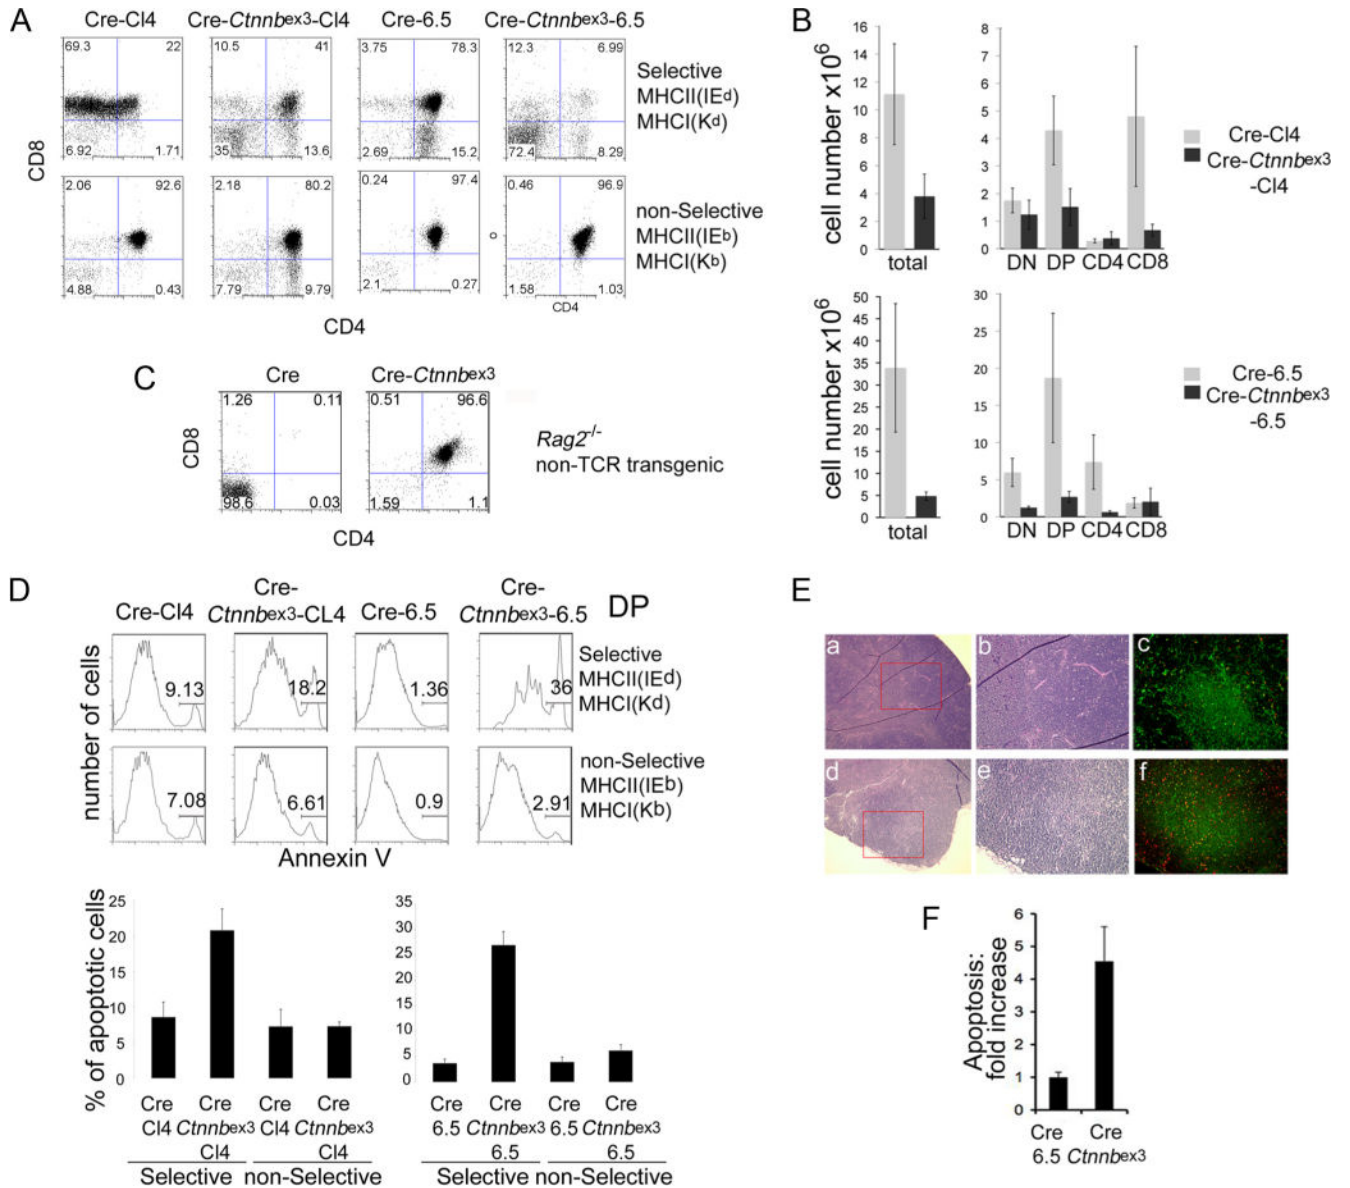 A
Cre-Cl4 Cre-Ctnnbex3-Cl4 Cre-6.5 Cre-Ctnnbex3-6.5
69.3 22 10.5 41 3.75 78.3 12.3 6.99
6.92 1.71 35 13.6 2.69 15.2 72.4 8.29
Selective
MHCII(IEd)
MHCI(Kd)
CD8
2.06 92.6 2.18 80.2 0.24 97.4 0.46 96.9
4.88 0.43 7.79 9.79 2.1 0.27 1.58 1.03
non-Selective
MHCII(IEb)
MHCI(Kb)
CD4
CD4
B
cell number x106
16
14
12
10
8
6
4
2
0
total
8
7
6
5
4
3
2
1
0
DN DP CD4 CD8
Cre-Cl4
Cre-Ctnnbex3
-Cl4
cell number x106
50
45
40
35
30
25
20
15
10
5
0
total
30
25
20
15
10
5
0
DN DP CD4 CD8
Cre-6.5
Cre-Ctnnbex3
-6.5
C
Cre Cre-Ctnnbex3
1.26 0.11 0.51 96.6
98.6 0.03 1.59 1.1
CD8
CD4
Rag2-/-
non-TCR transgenic
D
Cre-Cl4 Cre-Ctnnbex3-CL4 Cre-6.5 Cre-Ctnnbex3-6.5 DP
9.13 18.2 1.36 36
Selective
MHCII(IEd)
MHCI(Kd)
number of cells
7.08 6.61 0.9 2.91
non-Selective
MHCII(IEb)
MHCI(Kb)
Annexin V
% of apoptotic cells
25
20
15
10
5
0
Cre Cre Cre Cre
Cl4 Ctnnbex3 Cl4 Ctnnbex3
Cl4 Cl4
Selective non-Selective
35
30
25
20
15
10
5
0
Cre Cre Cre Cre
6.5 Ctnnbex3 6.5 Ctnnbex3
6.5 6.5
Selective non-Selective
E
a b c
d e f
F
Apoptosis:
fold increase
6
5
4
3
2
1
0
Cre Cre
6.5 Ctnnbex3